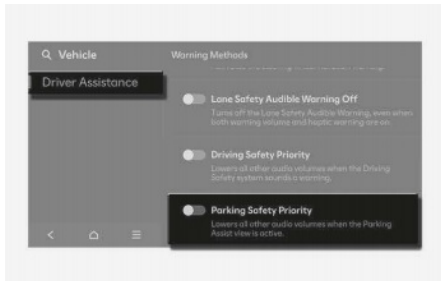 Vehicle
Warning Methods
Driver Assistance
Lane Safety Audible Warning Off
Turns off the Lane Safety Audible Warning, even when
both warning volume and haptic warning are on.
Driving Safety Priority
Lowers all other audio volumes when the Driving
Safety system sounds a warning.
Parking Safety Priority
Lowers all other audio volumes when the Parking
Assist view is active.